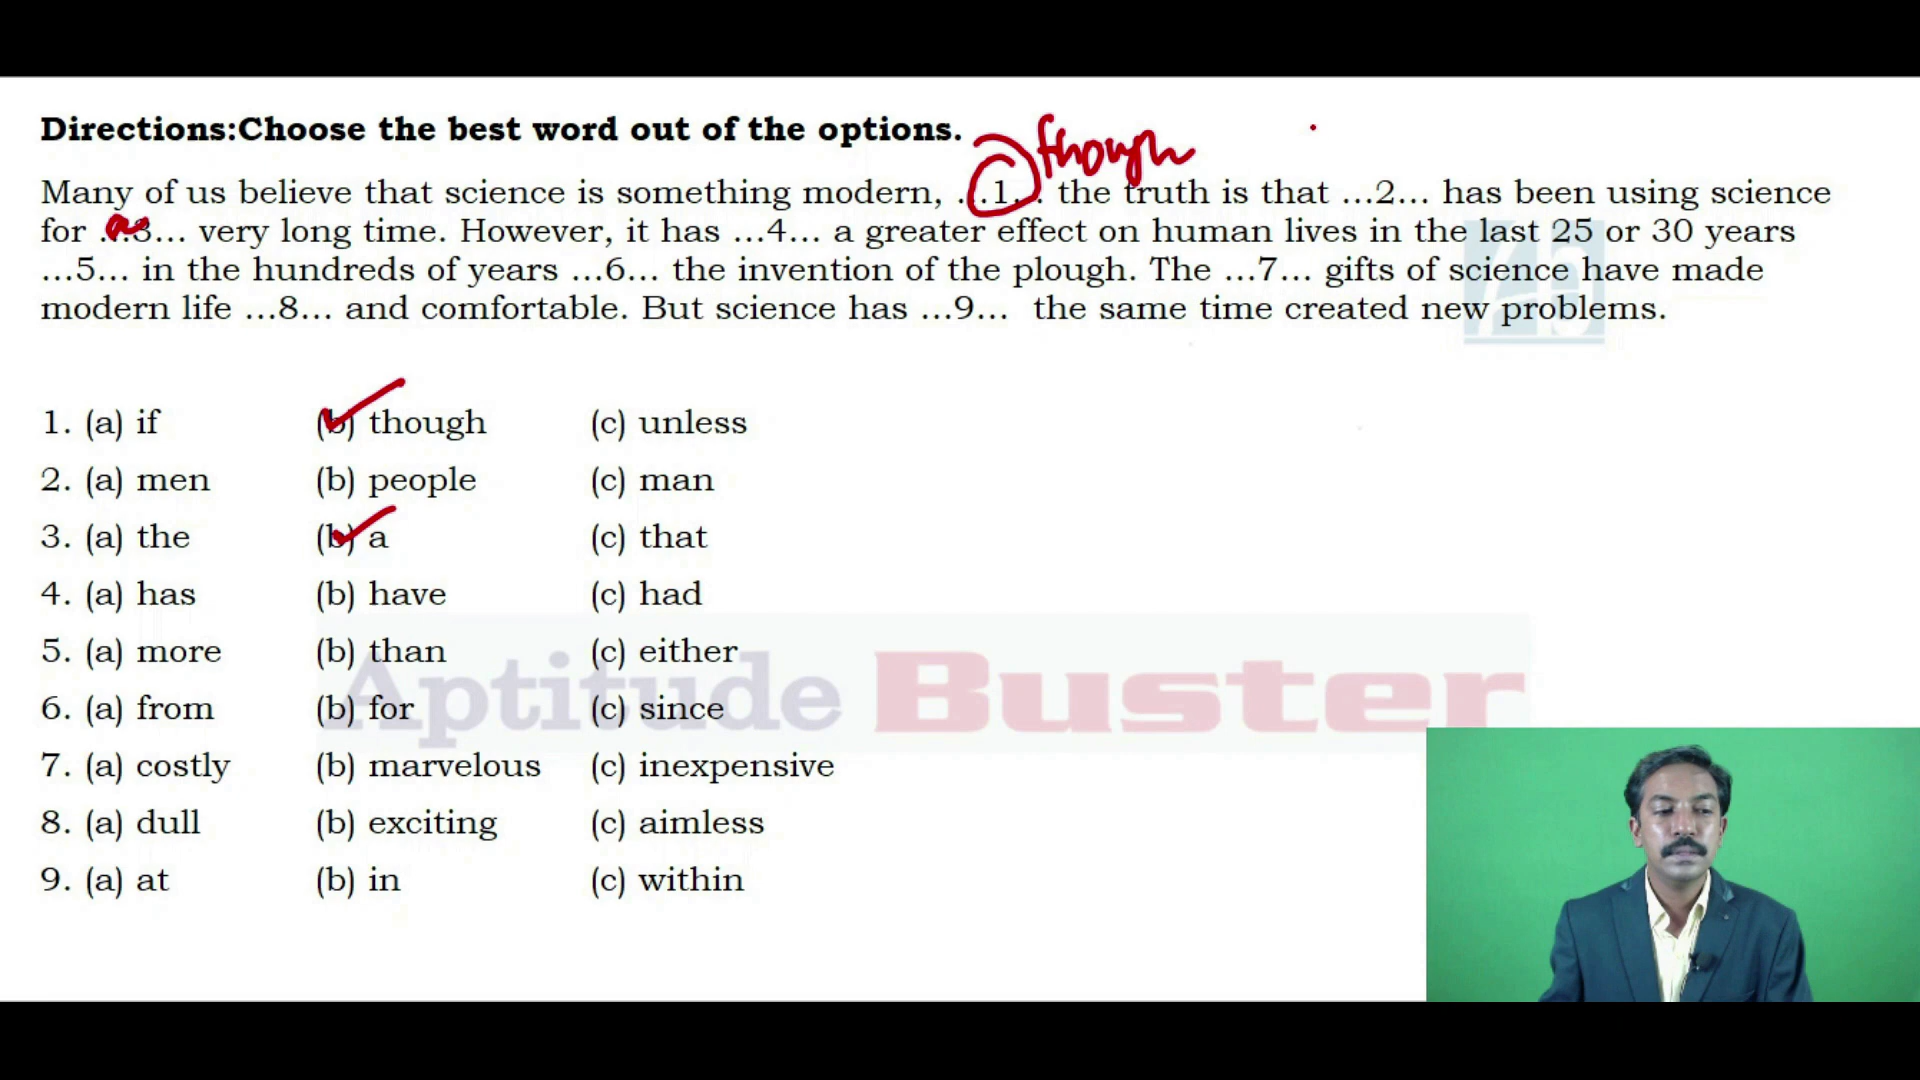 Directions:Choose the best word out of the options.
though
Many of us believe that science is something modern, ...1... the truth is that ...2... has been using science
a
for ...3... very long time. However, it has ...4... a greater effect on human lives in the last 25 or 30 years
...5... in the hundreds of years ...6... the invention of the plough. The ...7... gifts of science have made
modern life ...8... and comfortable. But science has ...9... the same time created new problems.
1. (a) if (b) though (c) unless
2. (a) men (b) people (c) man
3. (a) the (b) a (c) that
4. (a) has (b) have (c) had
5. (a) more (b) than (c) either
6. (a) from (b) for (c) since
7. (a) costly (b) marvelous (c) inexpensive
8. (a) dull (b) exciting (c) aimless
9. (a) at (b) in (c) within
Aptitude Buster